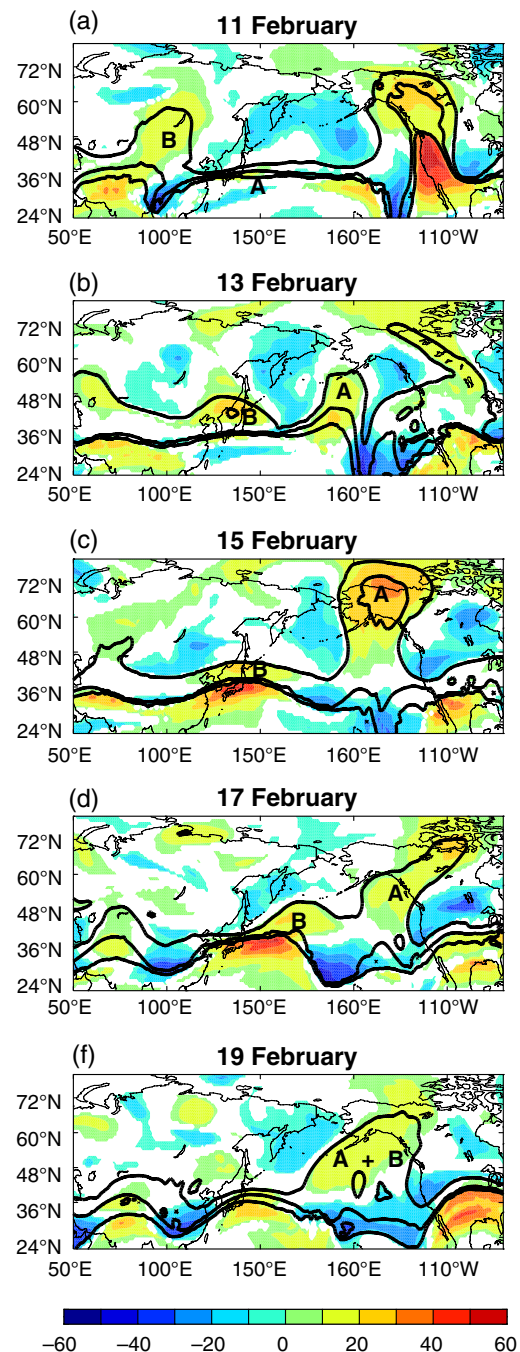 (a) 11 February
72°N
60°N
48°N
36°N
24°N
B
A
50°E 100°E 150°E 160°E 110°W
(b) 13 February
72°N
60°N
48°N
36°N
24°N
A
B
50°E 100°E 150°E 160°E 110°W
(c) 15 February
72°N
60°N
48°N
36°N
24°N
A
B
50°E 100°E 150°E 160°E 110°W
(d) 17 February
72°N
60°N
48°N
36°N
24°N
A
B
50°E 100°E 150°E 160°E 110°W
(f) 19 February
72°N
60°N
48°N
36°N
24°N
A + B
50°E 100°E 150°E 160°E 110°W
−60 −40 −20 0 20 40 60